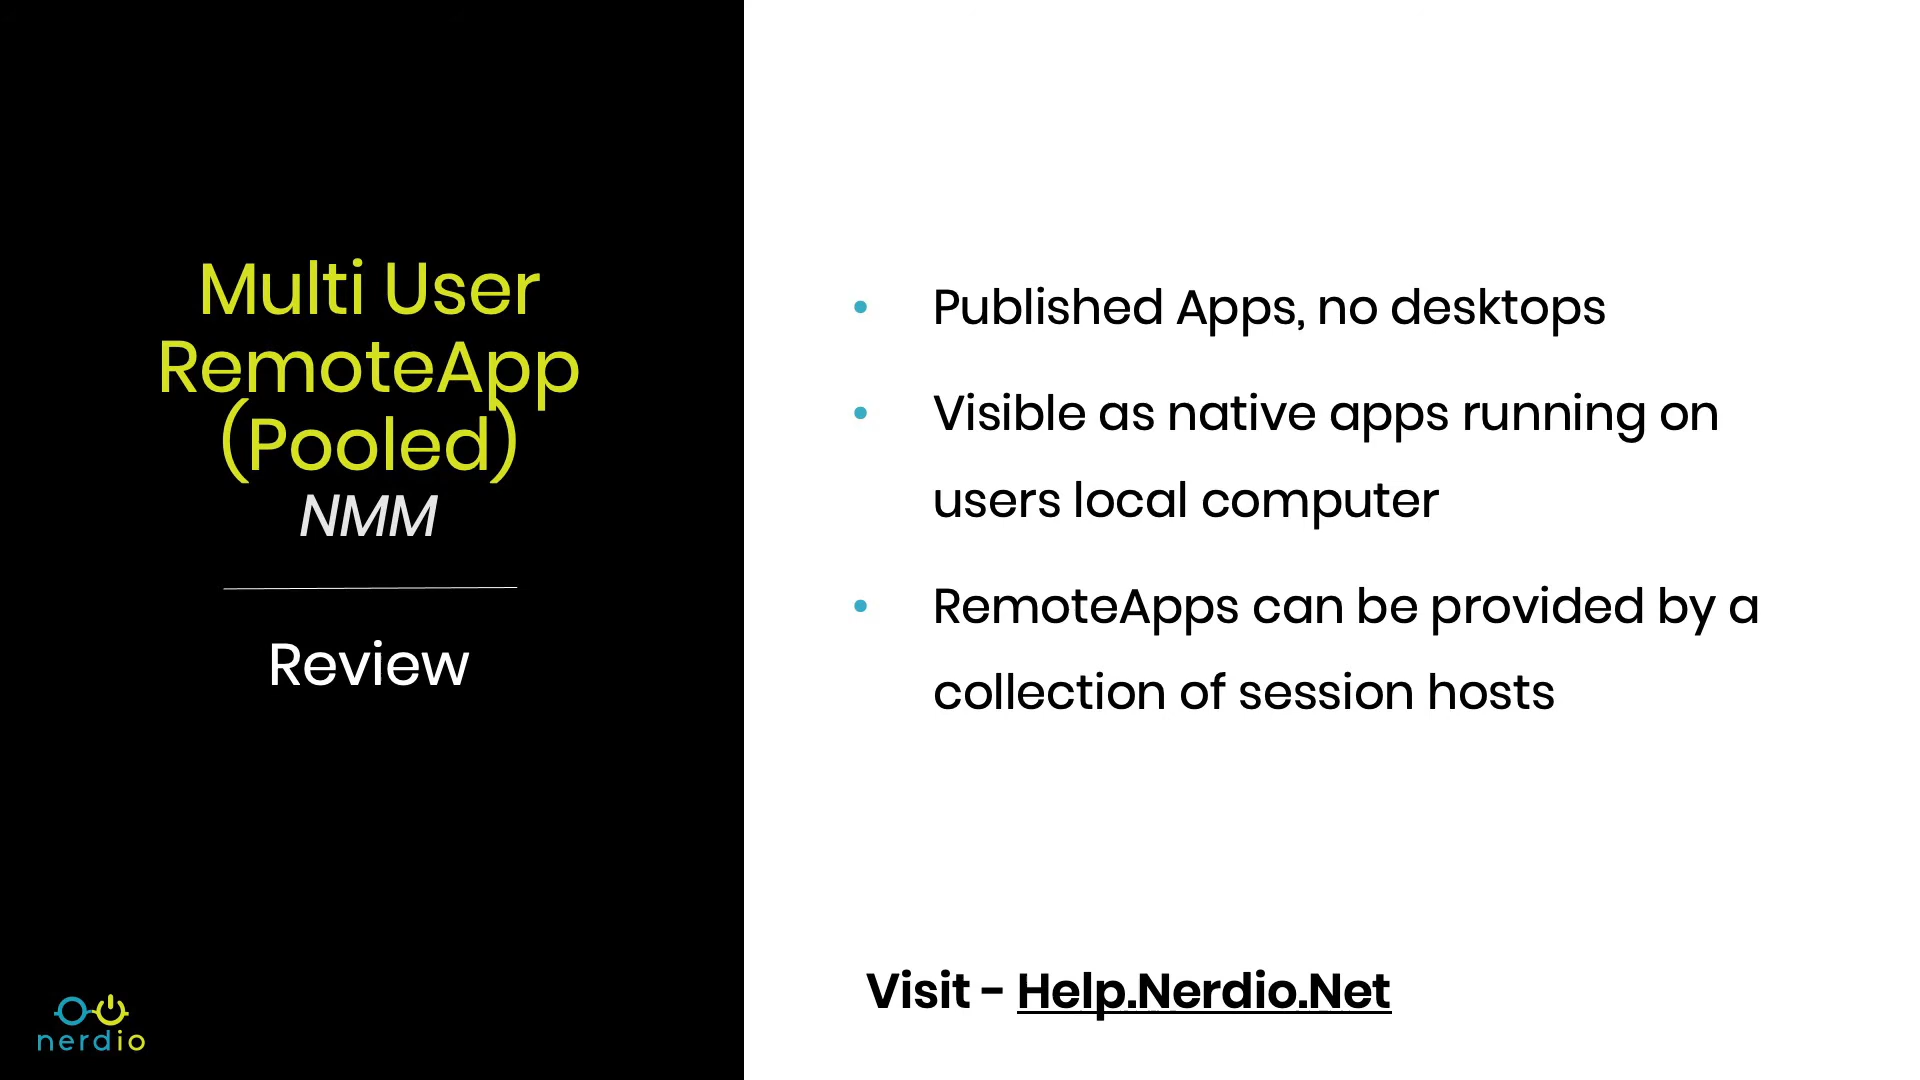 Multi User
RemoteApp
(Pooled)
NMM
Review
• Published Apps, no desktops
• Visible as native apps running on
users local computer
• RemoteApps can be provided by a
collection of session hosts
Visit - Help.Nerdio.Net
nerdio